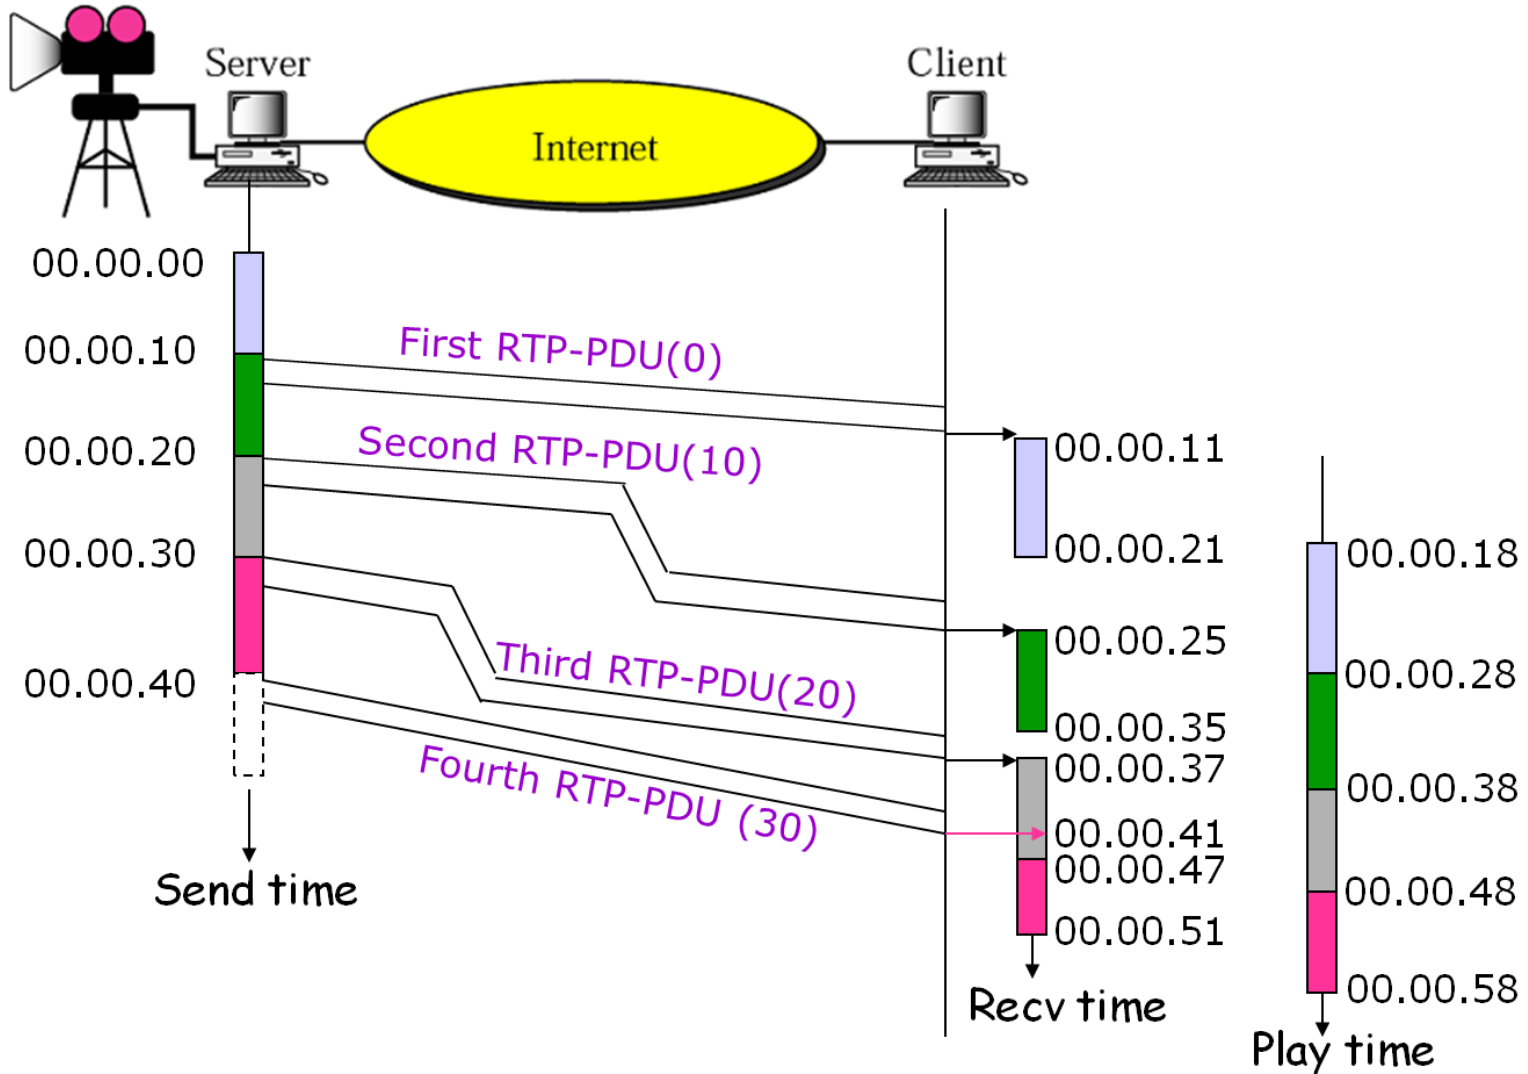 Server
Client
Internet
00.00.00
00.00.10
First RTP-PDU(0)
00.00.20
Second RTP-PDU(10)
00.00.11
00.00.30
00.00.21
00.00.18
00.00.40
Third RTP-PDU(20)
00.00.25
00.00.28
00.00.35
Fourth RTP-PDU (30)
00.00.37
00.00.38
00.00.41
00.00.47
00.00.48
Send time
00.00.51
Recv time
00.00.58
Play time